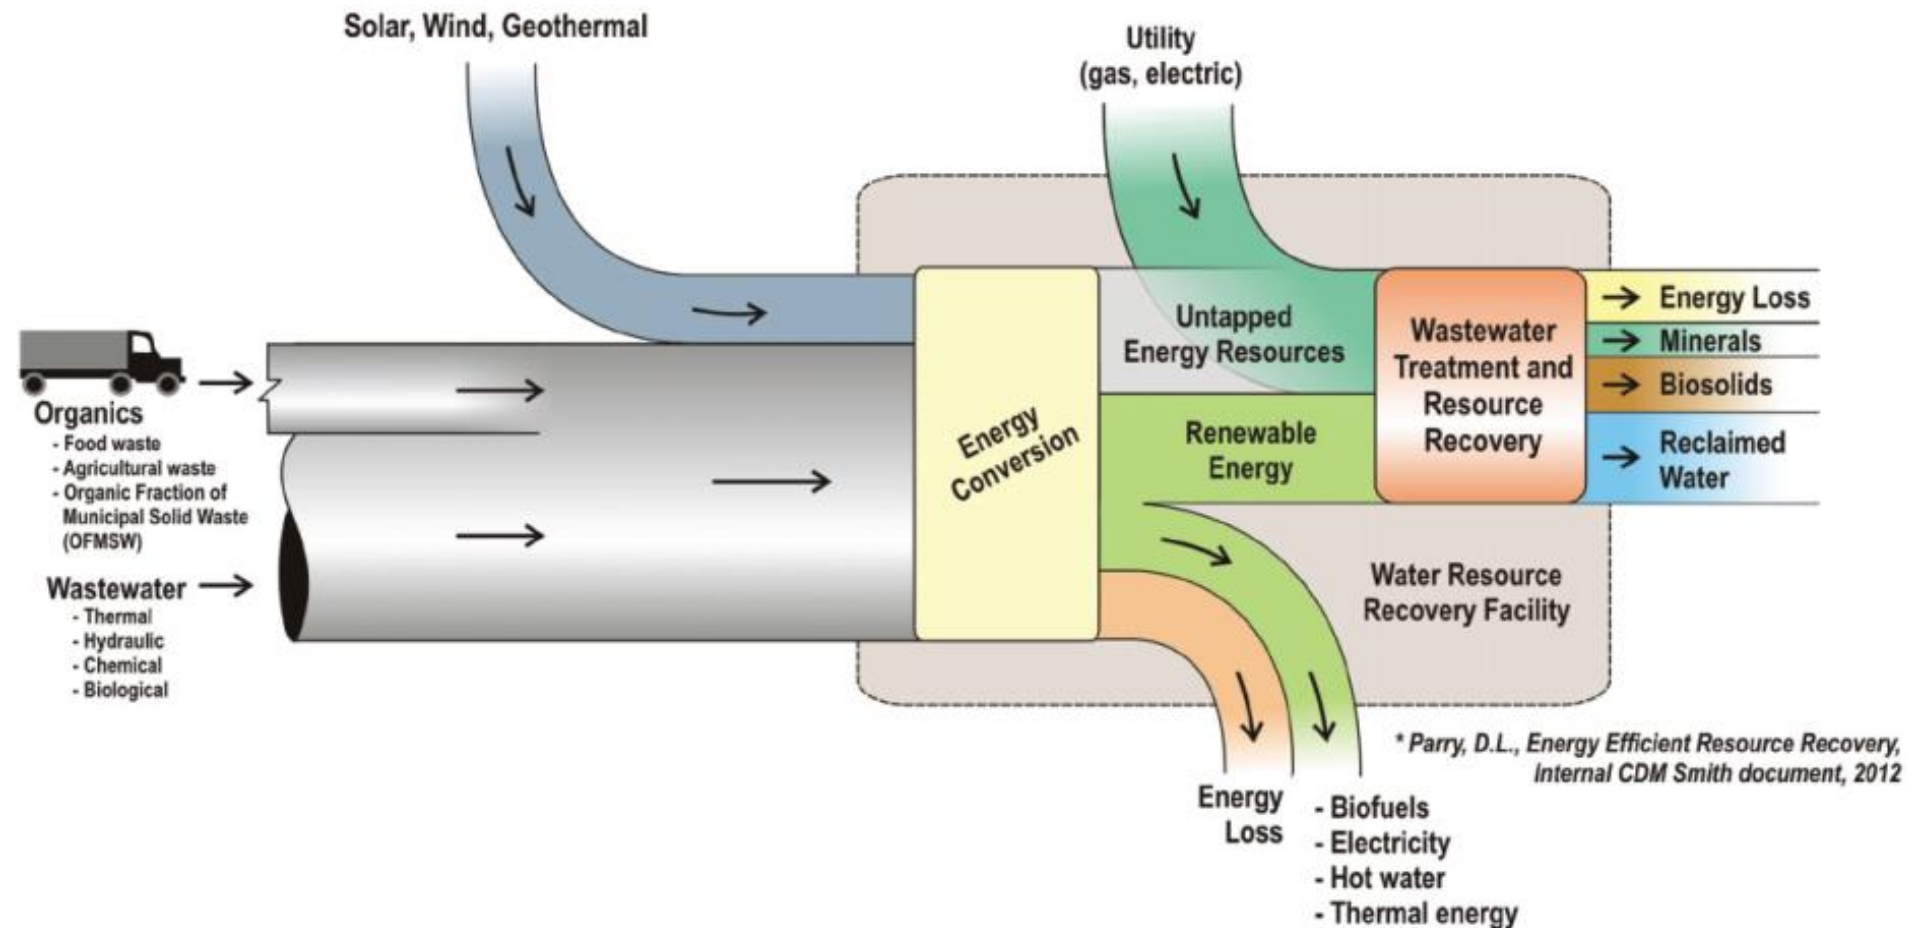 Solar, Wind, Geothermal
Utility
(gas, electric)
Organics
- Food waste
- Agricultural waste
- Organic Fraction of
Municipal Solid Waste
(OFMSW)
Wastewater
- Thermal
- Hydraulic
- Chemical
- Biological
Energy
Conversion
Untapped
Energy Resources
Renewable
Energy
Wastewater
Treatment and
Resource
Recovery
Energy Loss
Minerals
Biosolids
Reclaimed
Water
Water Resource
Recovery Facility
* Parry, D.L., Energy Efficient Resource Recovery,
internal CDM Smith document, 2012
Energy
Loss
- Biofuels
- Electricity
- Hot water
- Thermal energy